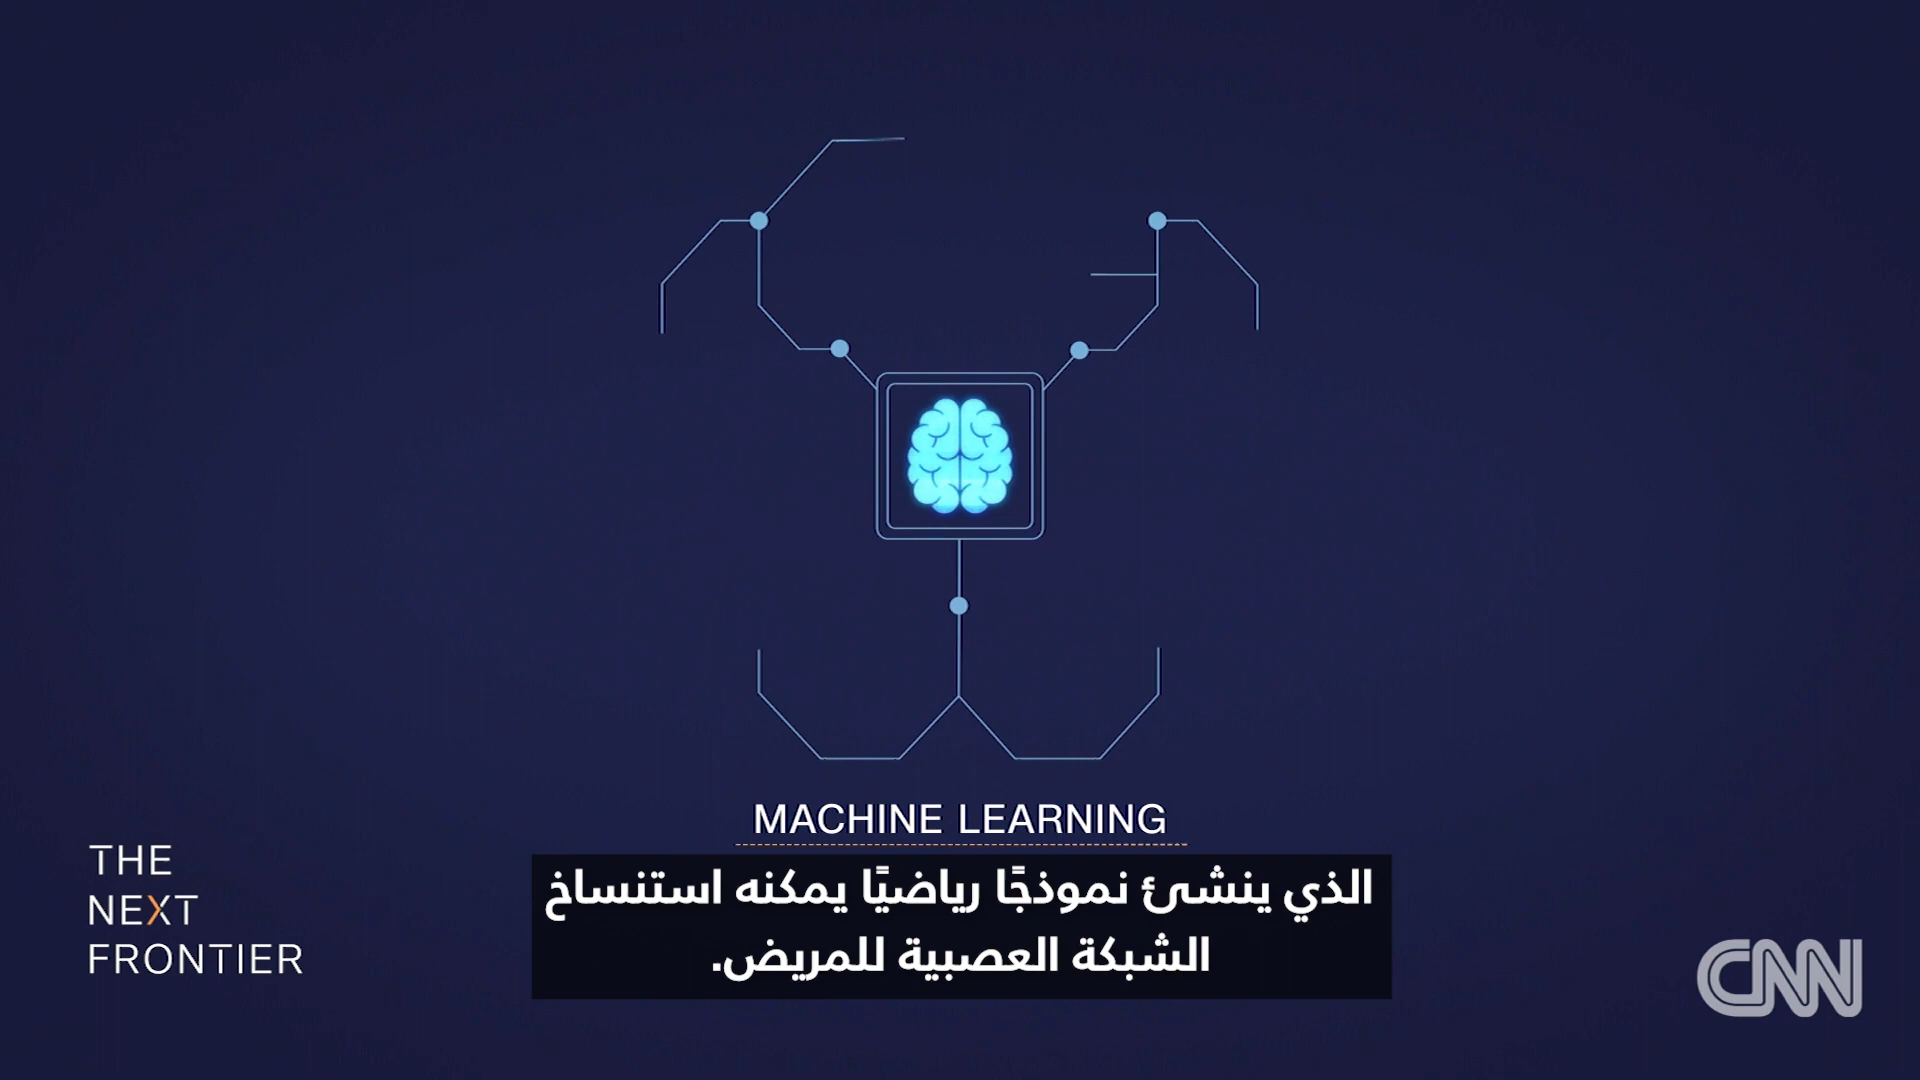 MACHINE LEARNING
الذي ينشئ نموذجًا رياضيًا يمكنه استنساخ
الشبكة العصبية للمريض.
THE
NEXT
FRONTIER
CNN